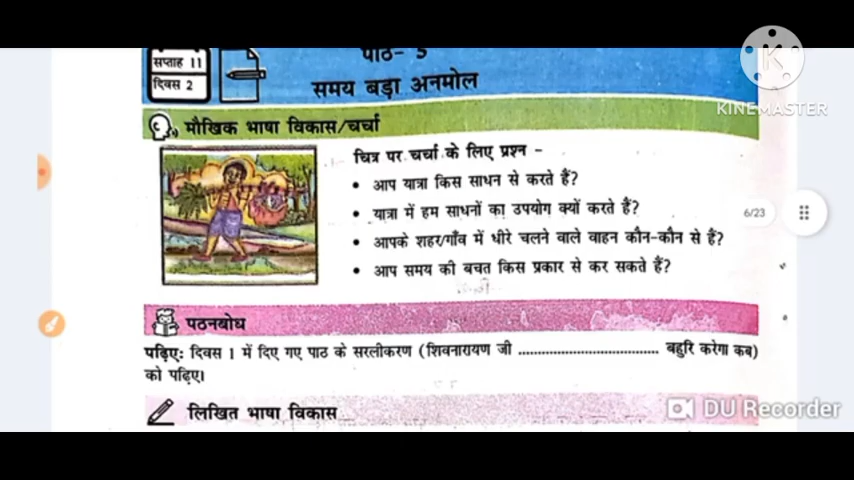 सप्ताह 11
दिवस 2
पाठ- 5
समय बड़ा अनमोल
मौखिक भाषा विकास/चर्चा
चित्र पर चर्चा के लिए प्रश्न -
• आप यात्रा किस साधन से करते हैं?
• यात्रा में हम साधनों का उपयोग क्यों करते हैं?
• आपके शहर/गाँव में धीरे चलने वाले वाहन कौन-कौन से हैं?
• आप समय की बचत किस प्रकार से कर सकते हैं?
पठनबोध
पढ़िए: दिवस 1 में दिए गए पाठ के सरलीकरण (शिवनारायण जी ........................................ बहुरि करेगा कब)
को पढ़िए।
लिखित भाषा विकास
6/23
K
KINEMASTER
DU Recorder